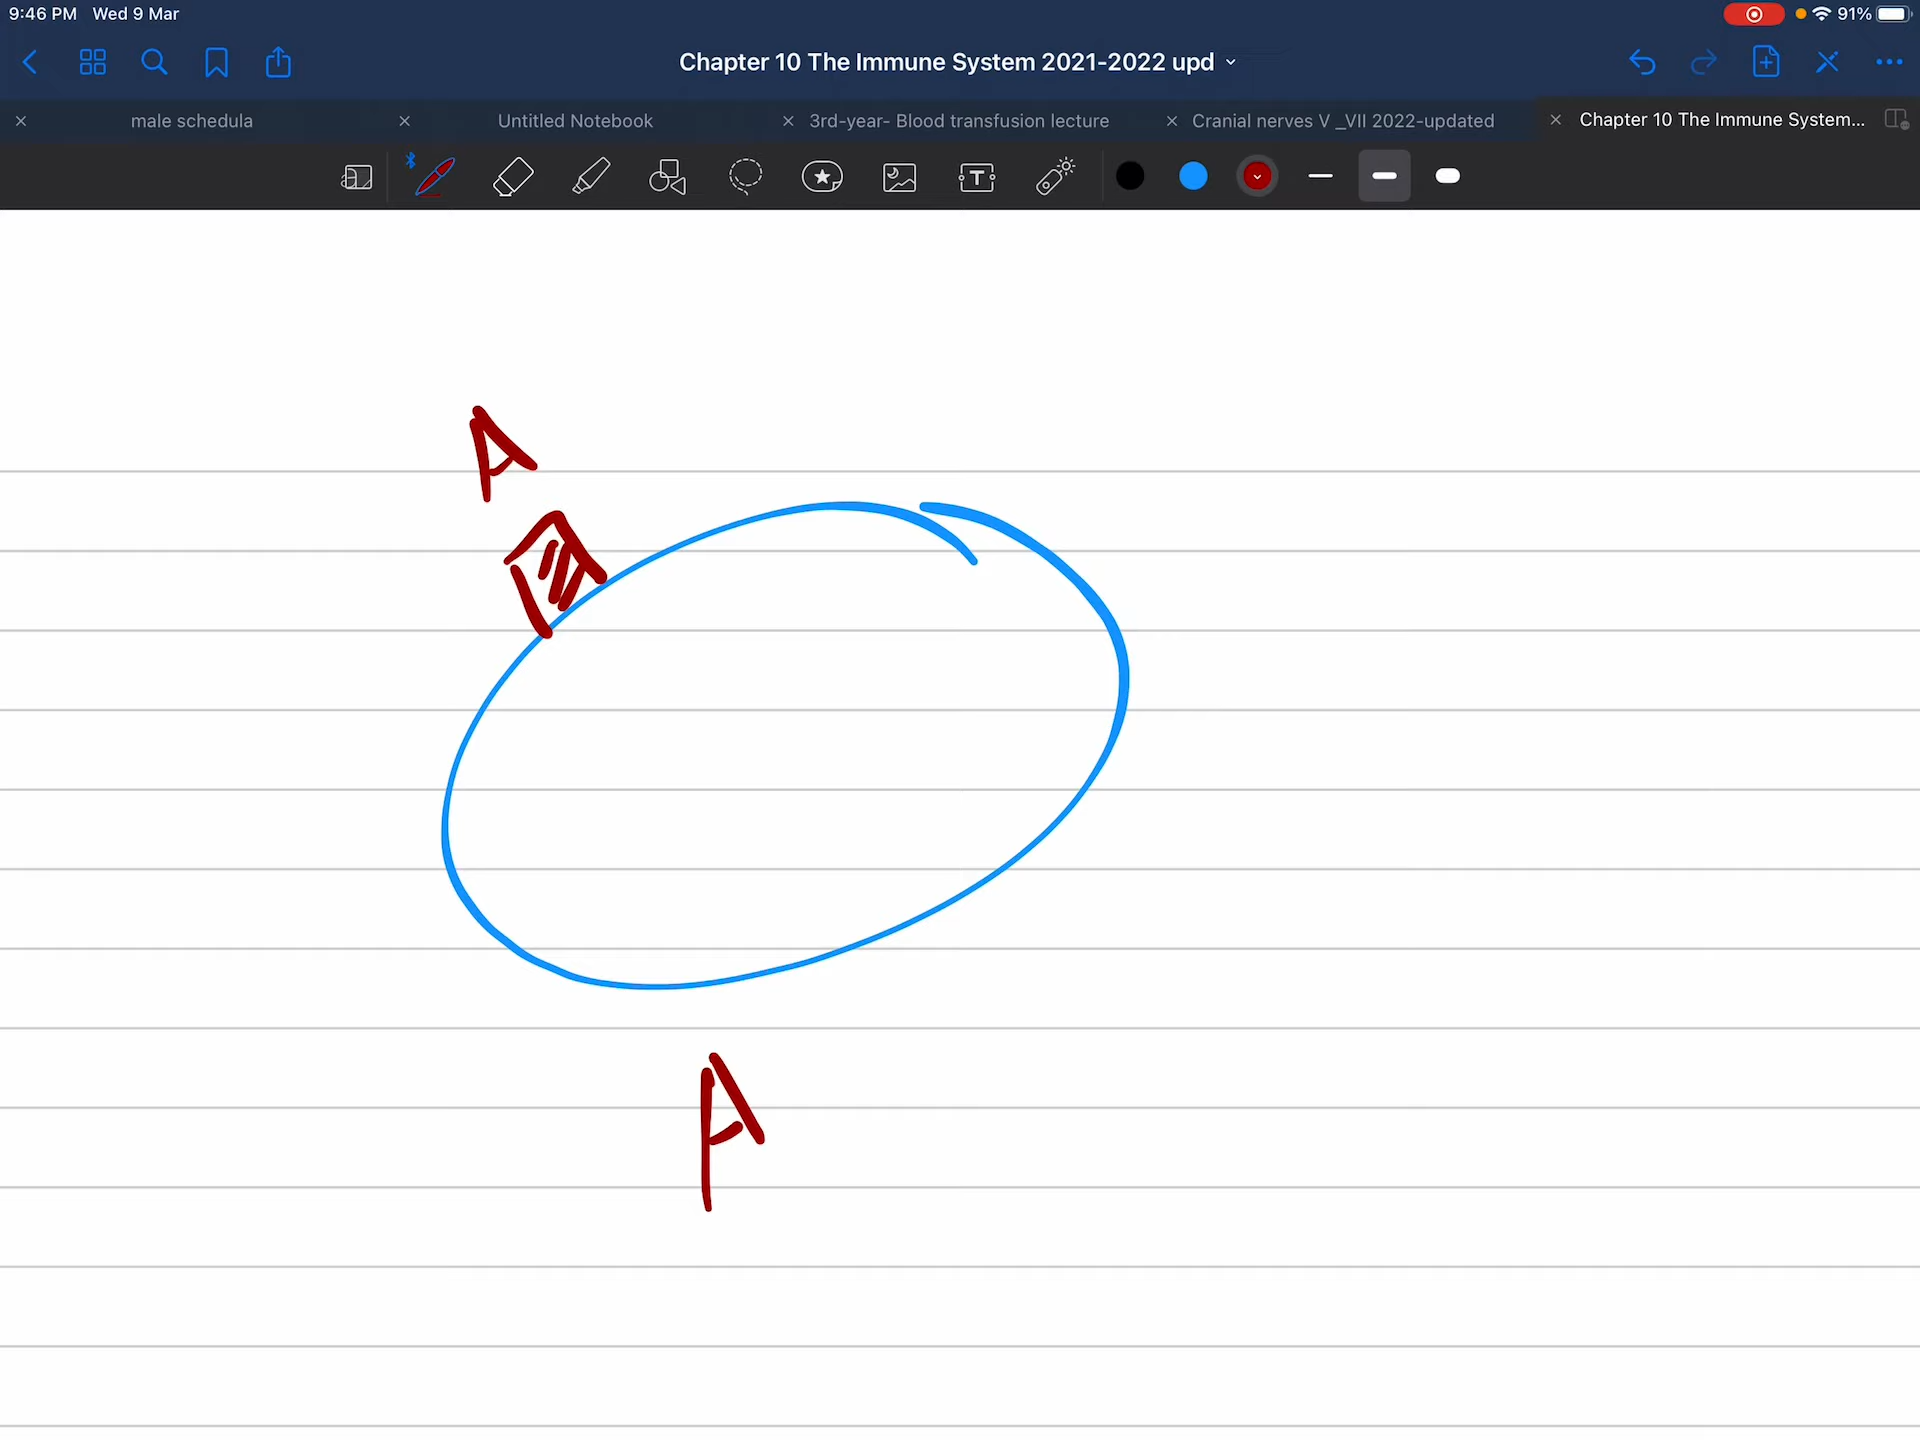 9:46 PM Wed 9 Mar
91%
Chapter 10 The Immune System 2021-2022 upd
male schedula
Untitled Notebook
3rd-year- Blood transfusion lecture
Cranial nerves V _VII 2022-updated
Chapter 10 The Immune System...
A
A